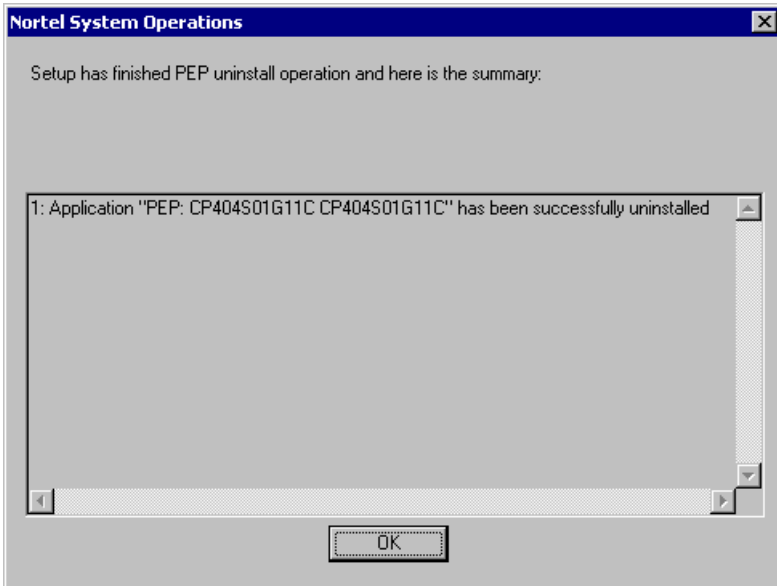 Nortel System Operations
Setup has finished PEP uninstall operation and here is the summary:
1: Application "PEP: CP404S01G11C CP404S01G11C" has been successfully uninstalled
OK